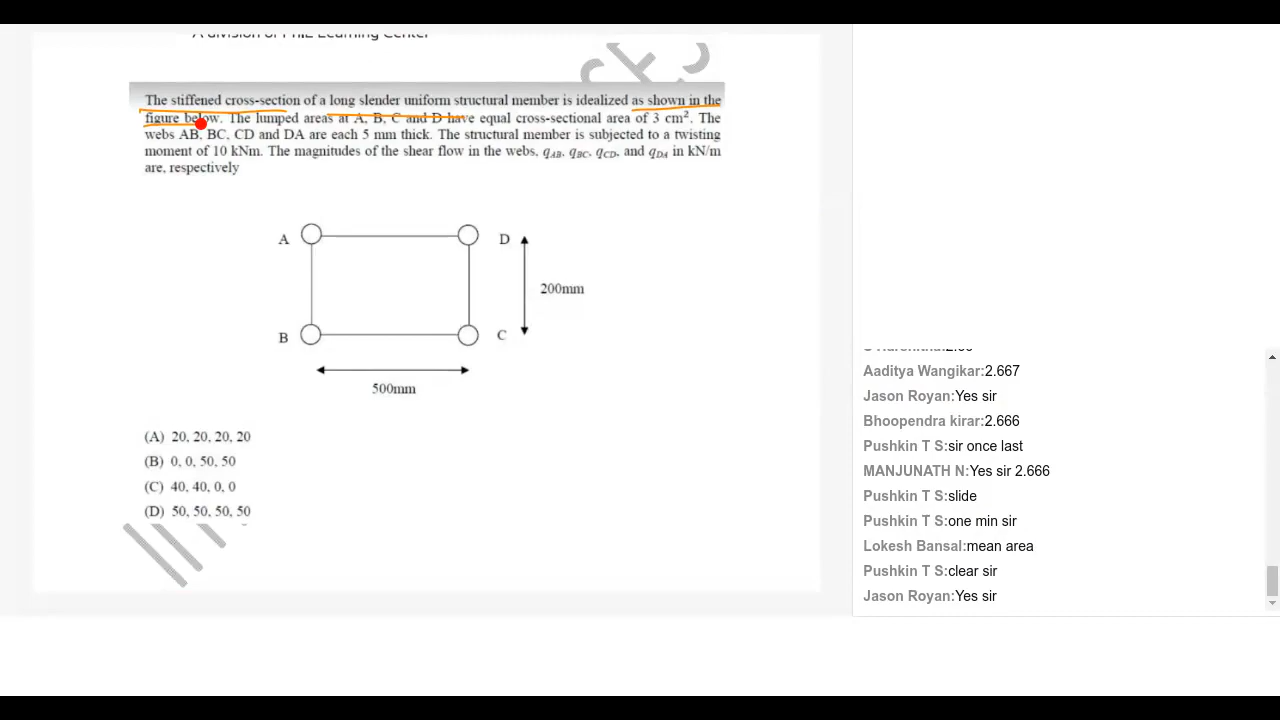 A division of PhIE Learning Center
The stiffened cross-section of a long slender uniform structural member is idealized as shown in the
figure below. The lumped areas at A, B, C and D have equal cross-sectional area of 3 cm². The
webs AB, BC, CD and DA are each 5 mm thick. The structural member is subjected to a twisting
moment of 10 kNm. The magnitudes of the shear flow in the webs, qAB, qBC, qCD, and qDA in kN/m
are, respectively
A
D
200mm
B
C
500mm
(A) 20, 20, 20, 20
(B) 0, 0, 50, 50
(C) 40, 40, 0, 0
(D) 50, 50, 50, 50
Aaditya Wangikar:2.667
Jason Royan:Yes sir
Bhoopendra kirar:2.666
Pushkin T S:sir once last
MANJUNATH N:Yes sir 2.666
Pushkin T S:slide
Pushkin T S:one min sir
Lokesh Bansal:mean area
Pushkin T S:clear sir
Jason Royan:Yes sir